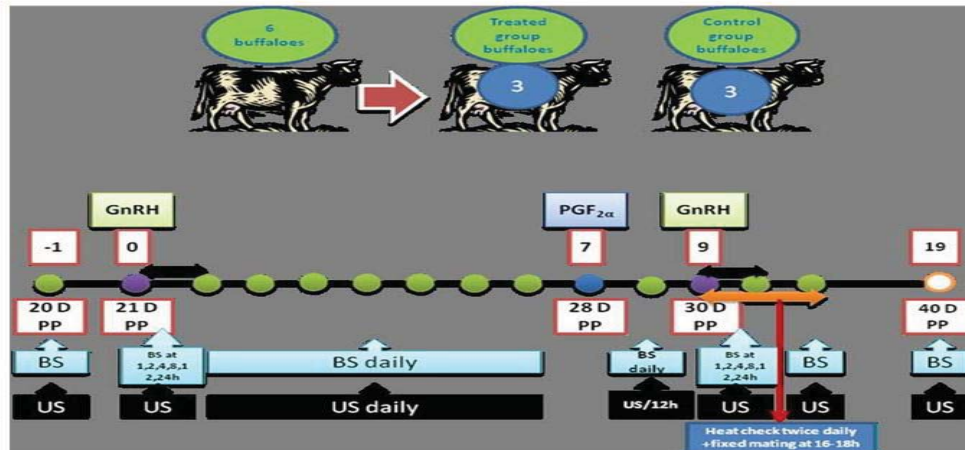 6
buffaloes
Treated
group
buffaloes
3
Control
group
buffaloes
3
GnRH
PGF2α
GnRH
-1
0
7
9
19
20 D
PP
21 D
PP
28 D
PP
30 D
PP
40 D
PP
BS
BS at
1,2,4,8,1
2,24h
BS daily
BS
daily
BS at
1,2,4,8,1
2,24h
BS
BS
US
US
US daily
US/12h
US
US
US
Heat check twice daily
+fixed mating at 16-18h